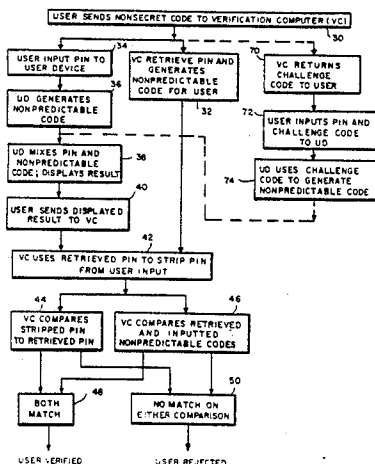 USER SENDS NONSECRET CODE TO VERIFICATION COMPUTER (VC)
30
34
USER INPUT PIN TO
USER DEVICE
36
UD GENERATES
NONPREDICTABLE
CODE
VC RETRIEVE PIN AND
GENERATES
NONPREDICTABLE
CODE FOR USER
32
70
VC RETURNS
CHALLENGE
CODE TO USER
72
USER INPUTS PIN AND
CHALLENGE CODE
TO UD
38
UD MIXES PIN AND
NONPREDICTABLE
CODE; DISPLAYS RESULT
40
74
UD USES CHALLENGE
CODE TO GENERATE
NONPREDICTABLE CODE
USER SENDS DISPLAYED
RESULT TO VC
42
VC USES RETRIEVED PIN TO STRIP PIN
FROM USER INPUT
44
VC COMPARES
STRIPPED PIN
TO RETRIEVED PIN
46
VC COMPARES RETRIEVED
AND INPUTTED
NONPREDICTABLE CODES
48
BOTH
MATCH
50
NO MATCH ON
EITHER COMPARISON
USER VERIFIED
USER REJECTED